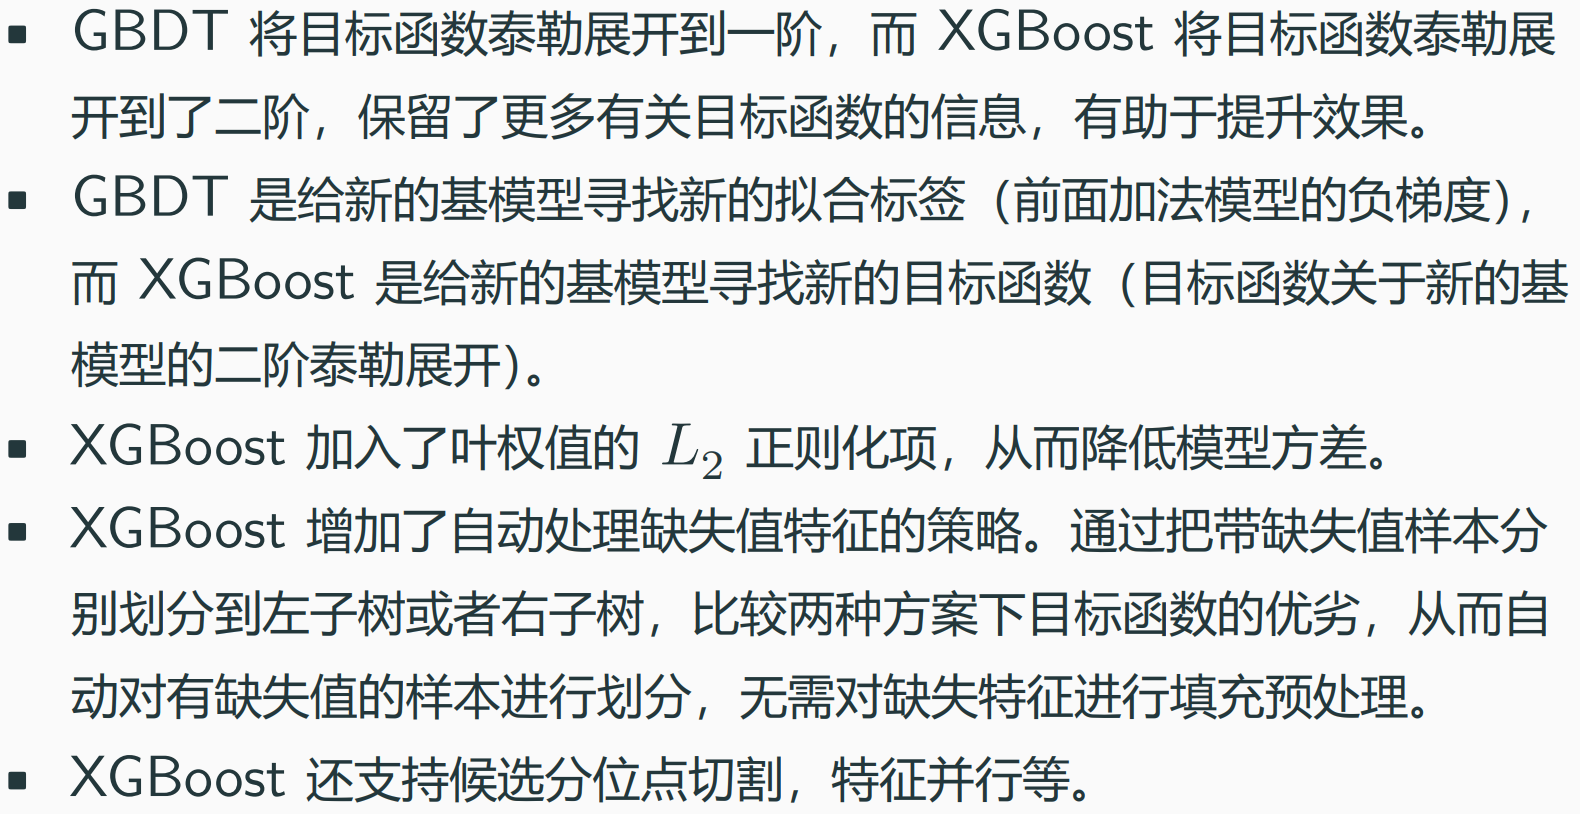 ▪ GBDT 将目标函数泰勒展开到一阶，而 XGBoost 将目标函数泰勒展
开到了二阶，保留了更多有关目标函数的信息，有助于提升效果。
▪ GBDT 是给新的基模型寻找新的拟合标签（前面加法模型的负梯度），
而 XGBoost 是给新的基模型寻找新的目标函数（目标函数关于新的基
模型的二阶泰勒展开）。
▪ XGBoost 加入了叶权值的 L₂ 正则化项，从而降低模型方差。
▪ XGBoost 增加了自动处理缺失值特征的策略。通过把带缺失值样本分
别划分到左子树或者右子树，比较两种方案下目标函数的优劣，从而自
动对有缺失值的样本进行划分，无需对缺失特征进行填充预处理。
▪ XGBoost 还支持候选分位点切割，特征并行等。